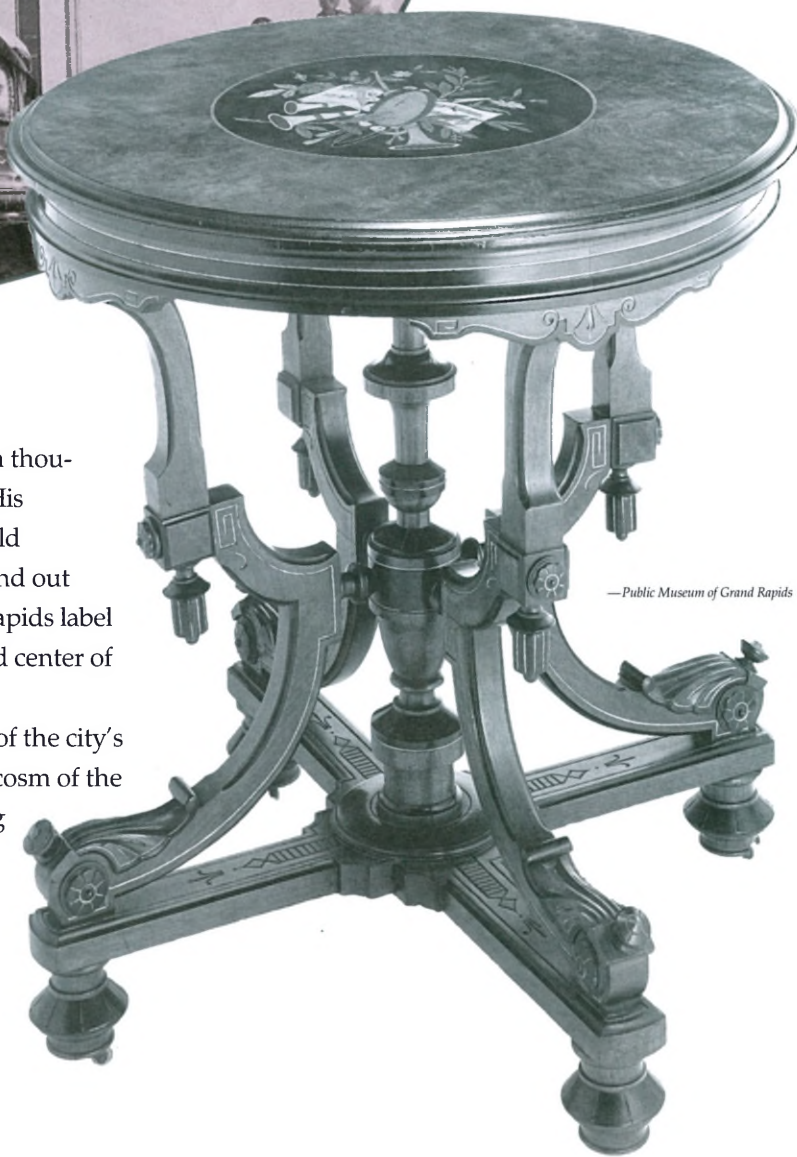 n thou-
His
ld
nd out
apids label
d center of
of the city's
cosm of the
g
—Public Museum of Grand Rapids